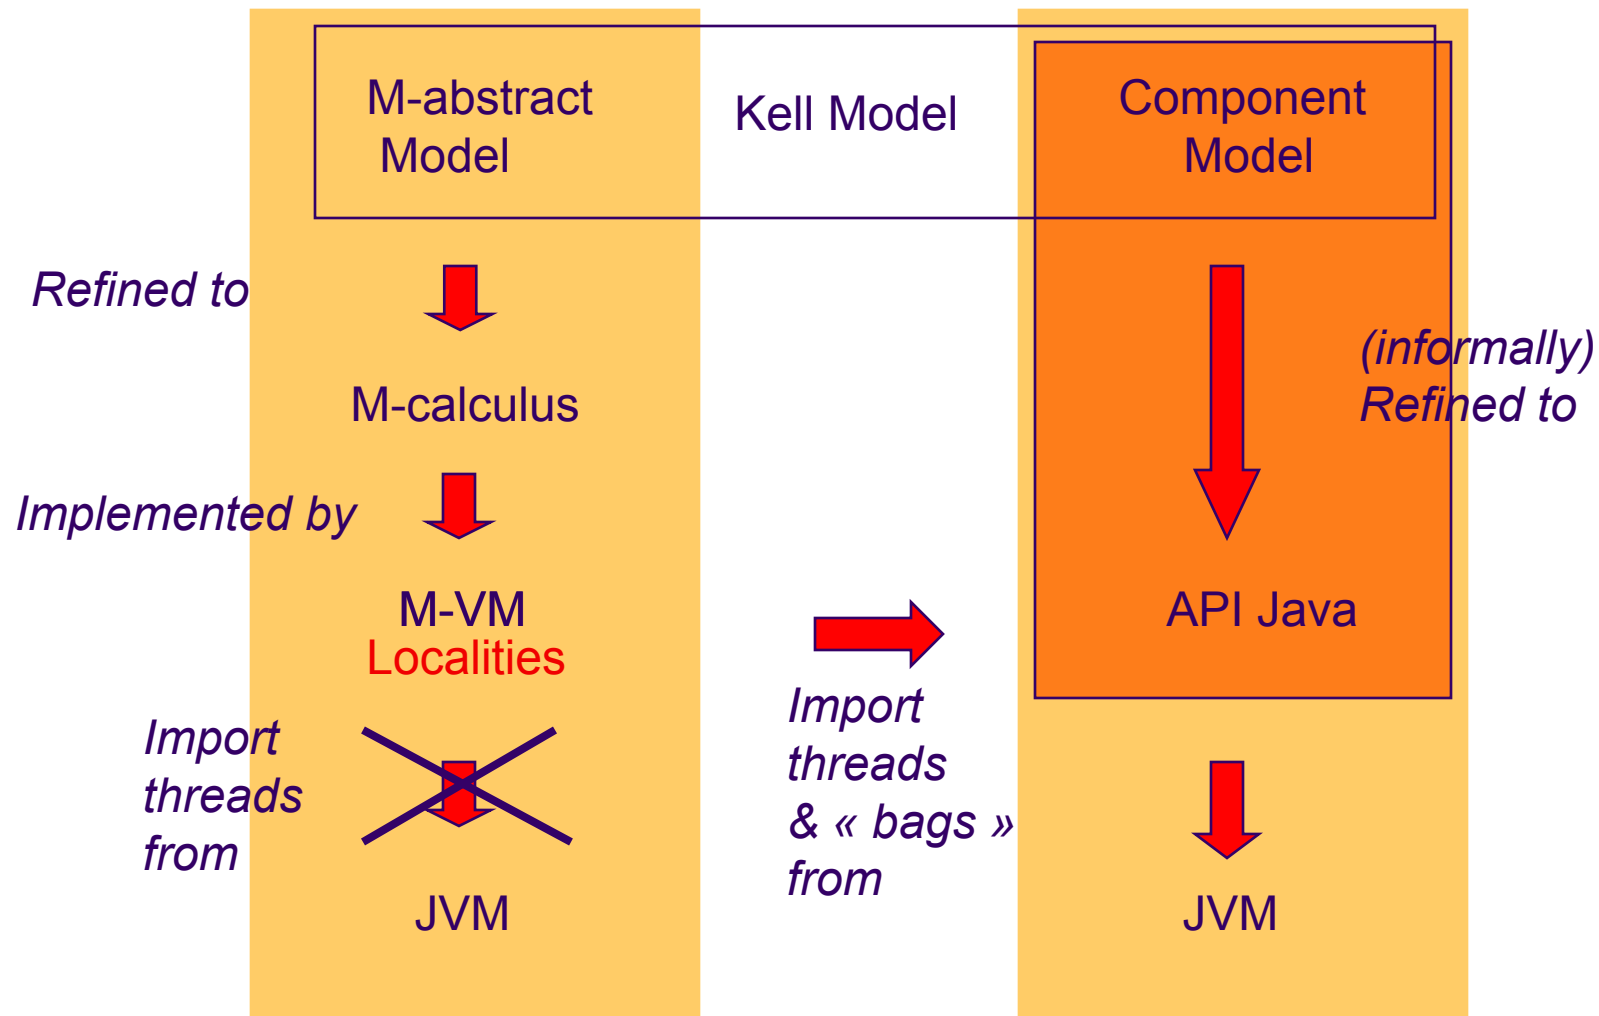 M-abstract
Model
Kell Model
Component
Model
Refined to
(informally)
Refined to
M-calculus
Implemented by
M-VM
Localities
API Java
Import
threads
from
Import
threads
& « bags »
from
JVM
JVM